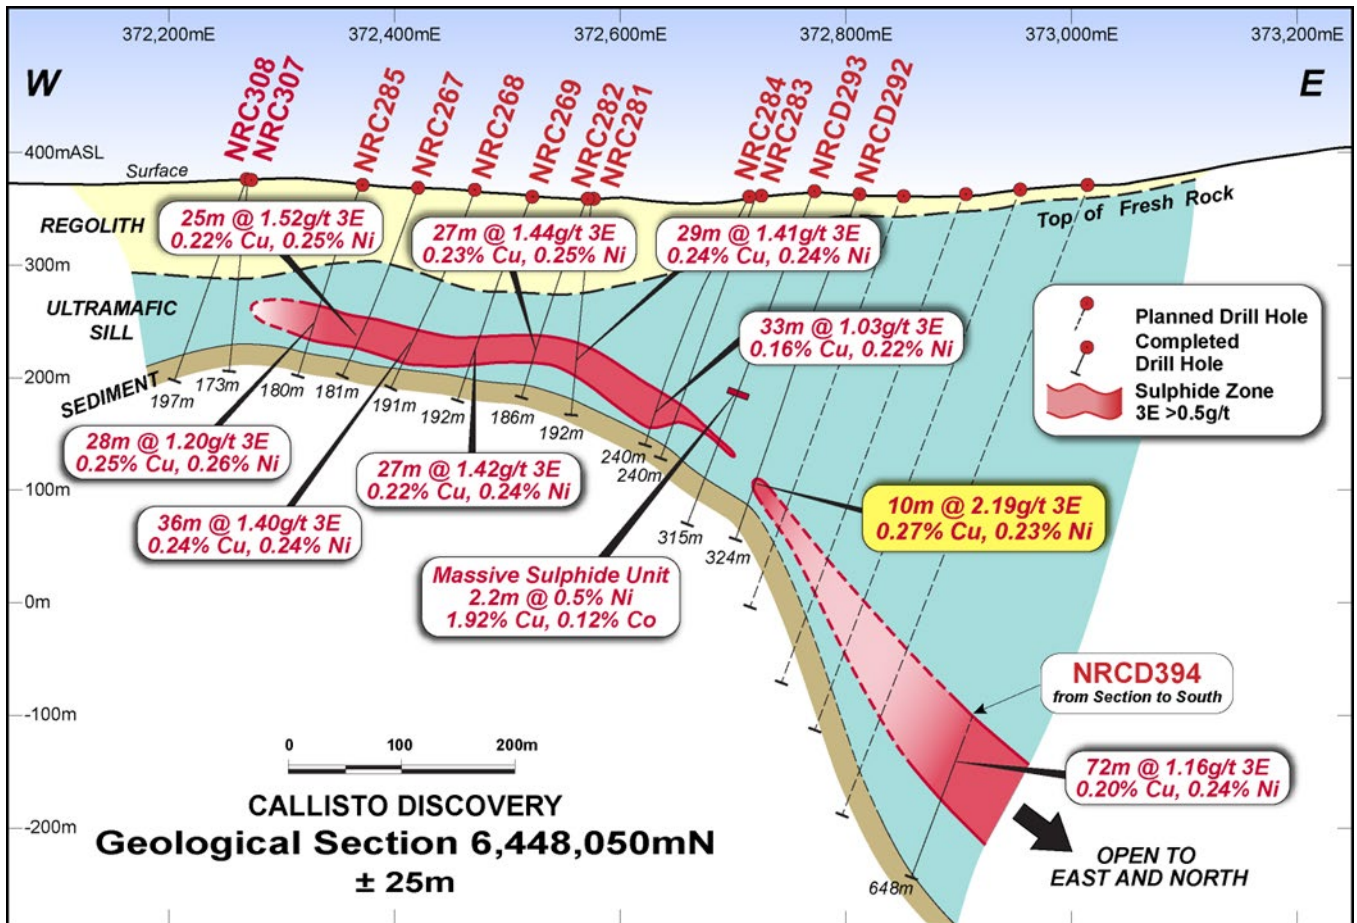 372,200mE
372,400mE
372,600mE
372,800mE
373,000mE
373,200mE
W
E
NRC308
NRC307
NRC285
NRC267
NRC268
NRC269
NRC282
NRC281
NRC284
NRC283
NRCD293
NRCD292
400mASL
Surface
REGOLITH
Top of Fresh Rock
25m @ 1.52g/t 3E
0.22% Cu, 0.25% Ni
27m @ 1.44g/t 3E
0.23% Cu, 0.25% Ni
29m @ 1.41g/t 3E
0.24% Cu, 0.24% Ni
300m
ULTRAMAFIC
SILL
33m @ 1.03g/t 3E
0.16% Cu, 0.22% Ni
Planned Drill Hole
Completed
Drill Hole
Sulphide Zone
3E >0.5g/t
200m
SEDIMENT
197m
173m
180m
181m
191m
192m
186m
192m
240m
240m
315m
324m
28m @ 1.20g/t 3E
0.25% Cu, 0.26% Ni
27m @ 1.42g/t 3E
0.22% Cu, 0.24% Ni
100m
36m @ 1.40g/t 3E
0.24% Cu, 0.24% Ni
10m @ 2.19g/t 3E
0.27% Cu, 0.23% Ni
Massive Sulphide Unit
2.2m @ 0.5% Ni
1.92% Cu, 0.12% Co
0m
NRCD394
from Section to South
-100m
0
100
200m
72m @ 1.16g/t 3E
0.20% Cu, 0.24% Ni
CALLISTO DISCOVERY
Geological Section 6,448,050mN
± 25m
-200m
OPEN TO
EAST AND NORTH
648m